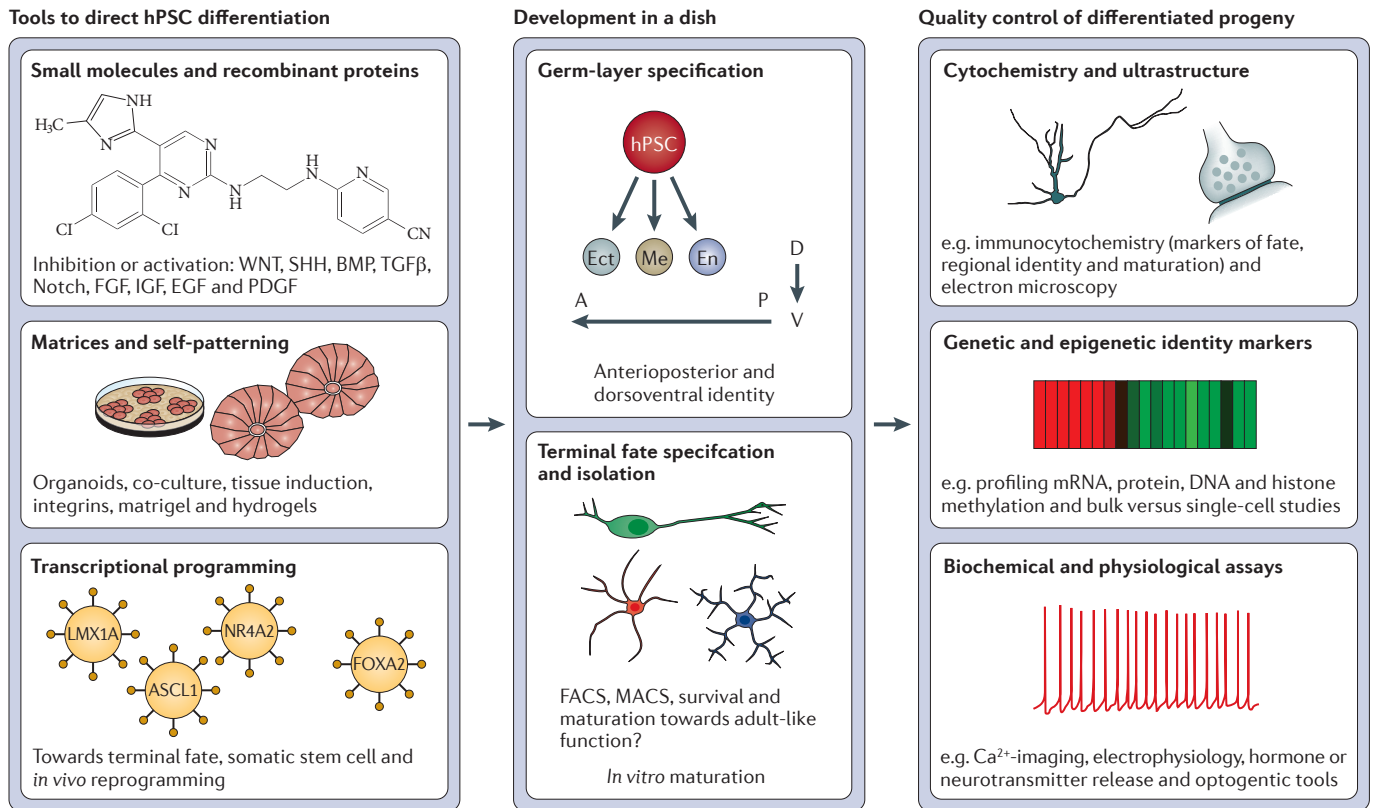 Tools to direct hPSC differentiation
Small molecules and recombinant proteins
NH
H₃C
N
N
N
N
H
H
N
N
Cl
Cl
CN
Inhibition or activation: WNT, SHH, BMP, TGFβ,
Notch, FGF, IGF, EGF and PDGF
Matrices and self-patterning
Organoids, co-culture, tissue induction,
integrins, matrigel and hydrogels
Transcriptional programming
LMX1A
NR4A2
ASCL1
FOXA2
Towards terminal fate, somatic stem cell and
in vivo reprogramming
Development in a dish
Germ-layer specification
hPSC
Ect
Me
En
D
V
A
P
Anterioposterior and
dorsoventral identity
Terminal fate specifcation
and isolation
FACS, MACS, survival and
maturation towards adult-like
function?
In vitro maturation
Quality control of differentiated progeny
Cytochemistry and ultrastructure
e.g. immunocytochemistry (markers of fate,
regional identity and maturation) and
electron microscopy
Genetic and epigenetic identity markers
e.g. profiling mRNA, protein, DNA and histone
methylation and bulk versus single-cell studies
Biochemical and physiological assays
e.g. Ca²⁺-imaging, electrophysiology, hormone or
neurotransmitter release and optogentic tools